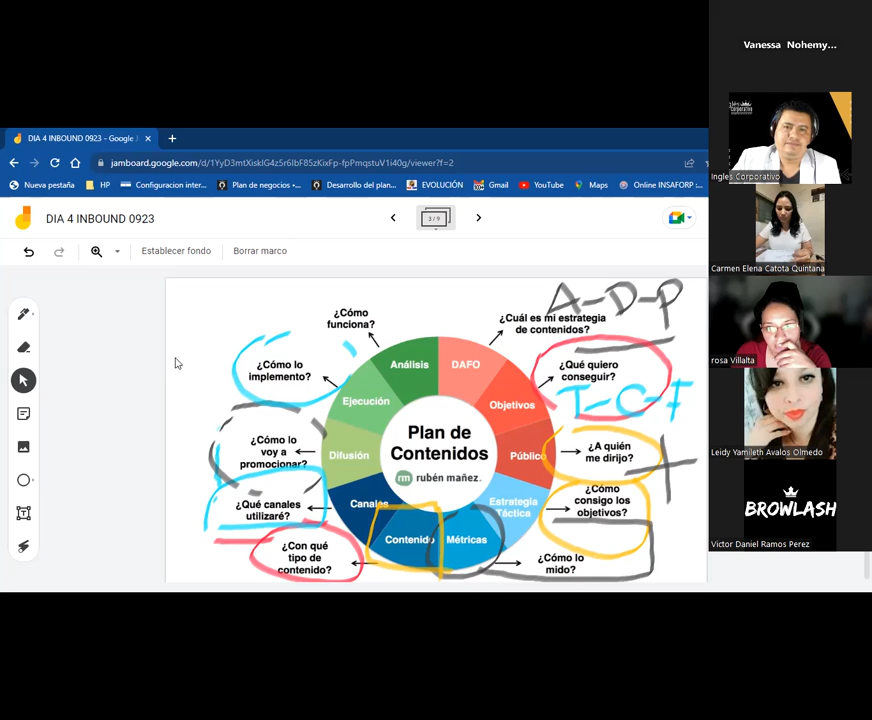 Vanessa Nohemy...
DIA 4 INBOUND 0923 - Google J
jamboard.google.com/d/1YyD3mtXisklG4z5r6IbF85zKixFp-fpPmqstuV1i40g/viewer?f=2
Nueva pestaña
HP
Configuracion inter...
Plan de negocios -...
Desarrollo del plan...
EVOLUCIÓN
Gmail
YouTube
Maps
Online INSAFORP :...
Ingles Corporativo
DIA 4 INBOUND 0923
3 / 9
Establecer fondo
Borrar marco
Carmen Elena Catota Quintana
A-D-P
¿Cómo
funciona?
¿Cuál es mi estrategia
de contenidos?
¿Cómo lo
implemento?
Análisis
DAFO
¿Qué quiero
conseguir?
rosa Villalta
T-C-F
Ejecución
Objetivos
Plan de
Contenidos
rm rubén mañez.
¿Cómo lo
voy a
promocionar?
Difusión
Público
¿A quién
me dirijo?
Leidy Yamileth Avalos Olmedo
¿Qué canales
utilizaré?
Canales
Estrategia
Táctica
¿Cómo
consigo los
objetivos?
BROWLASH
Victor Daniel Ramos Perez
¿Con qué
tipo de
contenido?
Contenido
Métricas
¿Cómo lo
mido?